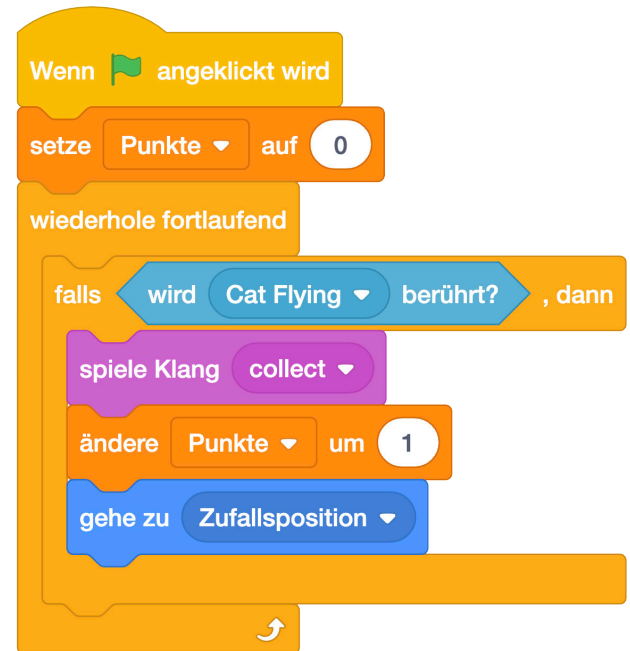 Wenn angeklickt wird
setze Punkte auf 0
wiederhole fortlaufend
falls wird Cat Flying berührt? , dann
spiele Klang collect
ändere Punkte um 1
gehe zu Zufallsposition